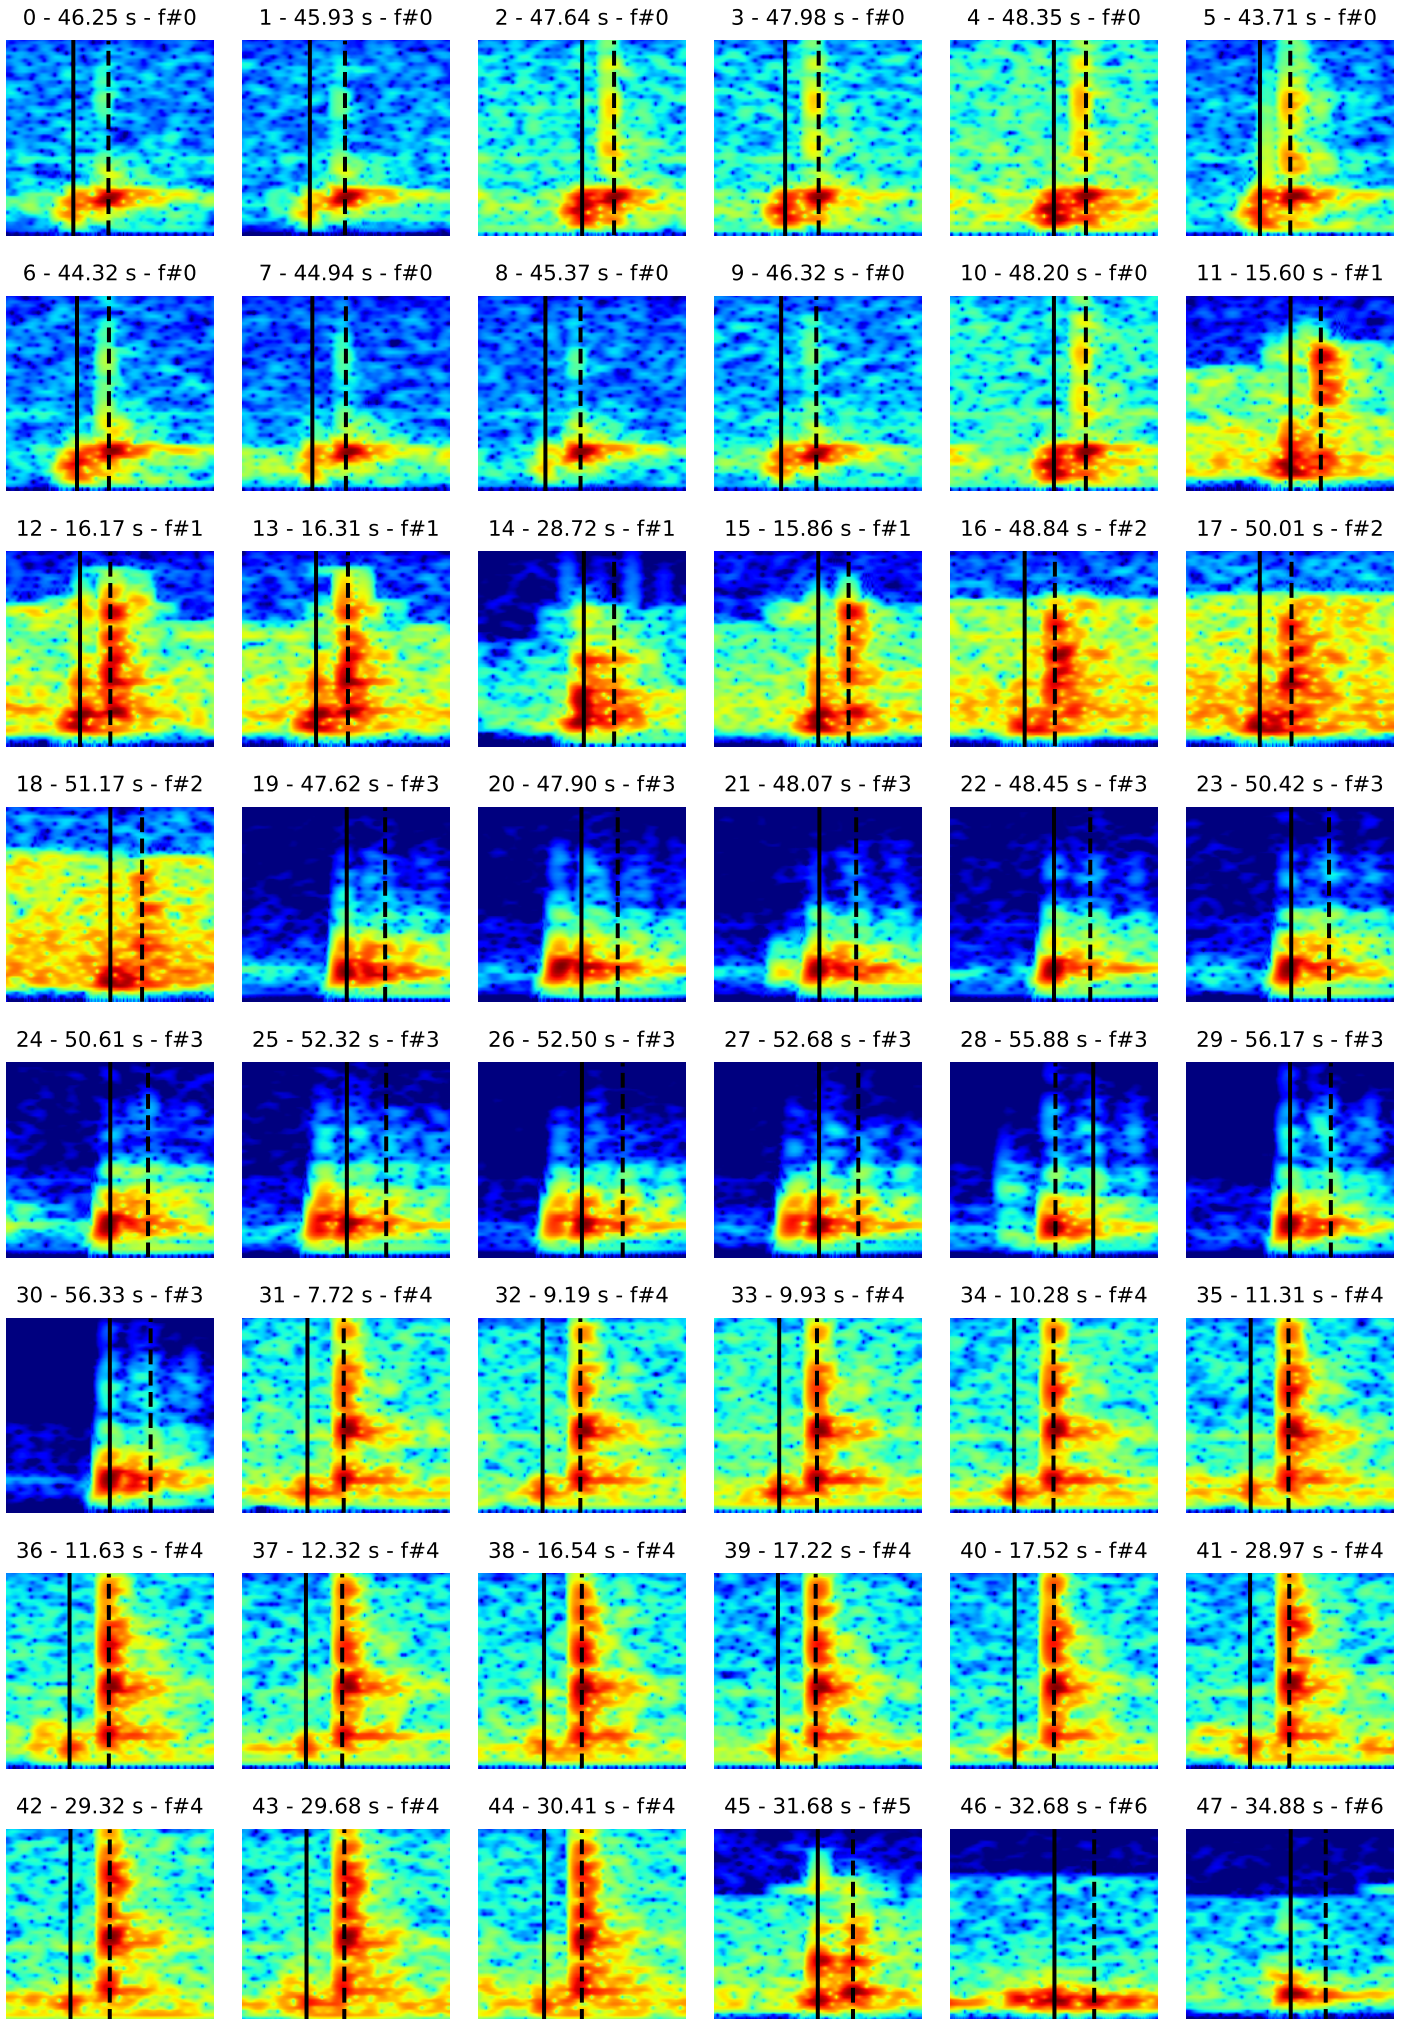 0 - 46.25 s - f#0 1 - 45.93 s - f#0 2 - 47.64 s - f#0 3 - 47.98 s - f#0 4 - 48.35 s - f#0 5 - 43.71 s - f#0
6 - 44.32 s - f#0 7 - 44.94 s - f#0 8 - 45.37 s - f#0 9 - 46.32 s - f#0 10 - 48.20 s - f#0 11 - 15.60 s - f#1
12 - 16.17 s - f#1 13 - 16.31 s - f#1 14 - 28.72 s - f#1 15 - 15.86 s - f#1 16 - 48.84 s - f#2 17 - 50.01 s - f#2
18 - 51.17 s - f#2 19 - 47.62 s - f#3 20 - 47.90 s - f#3 21 - 48.07 s - f#3 22 - 48.45 s - f#3 23 - 50.42 s - f#3
24 - 50.61 s - f#3 25 - 52.32 s - f#3 26 - 52.50 s - f#3 27 - 52.68 s - f#3 28 - 55.88 s - f#3 29 - 56.17 s - f#3
30 - 56.33 s - f#3 31 - 7.72 s - f#4 32 - 9.19 s - f#4 33 - 9.93 s - f#4 34 - 10.28 s - f#4 35 - 11.31 s - f#4
36 - 11.63 s - f#4 37 - 12.32 s - f#4 38 - 16.54 s - f#4 39 - 17.22 s - f#4 40 - 17.52 s - f#4 41 - 28.97 s - f#4
42 - 29.32 s - f#4 43 - 29.68 s - f#4 44 - 30.41 s - f#4 45 - 31.68 s - f#5 46 - 32.68 s - f#6 47 - 34.88 s - f#6